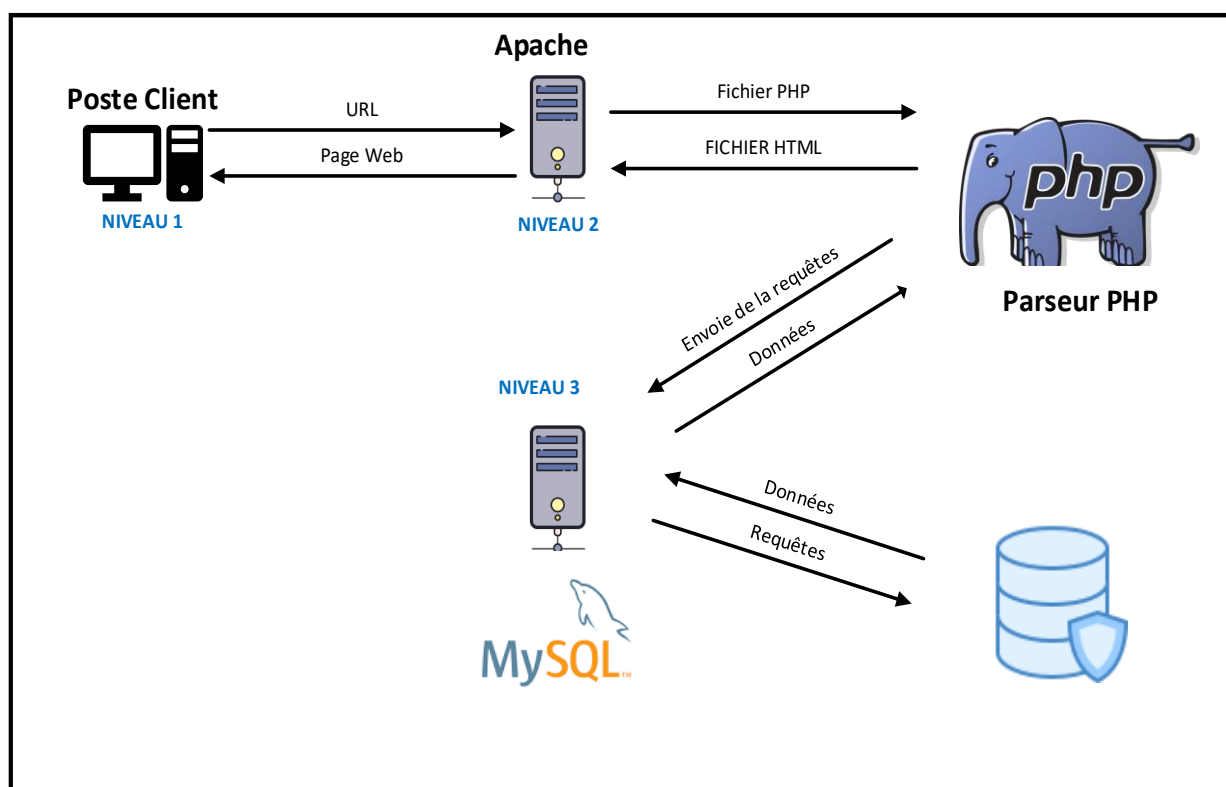 Apache
Poste Client
URL
Page Web
NIVEAU 1
NIVEAU 2
Fichier PHP
FICHIER HTML
php
Parseur PHP
Envoie de la requêtes
Données
NIVEAU 3
Données
Requêtes
MySQL™